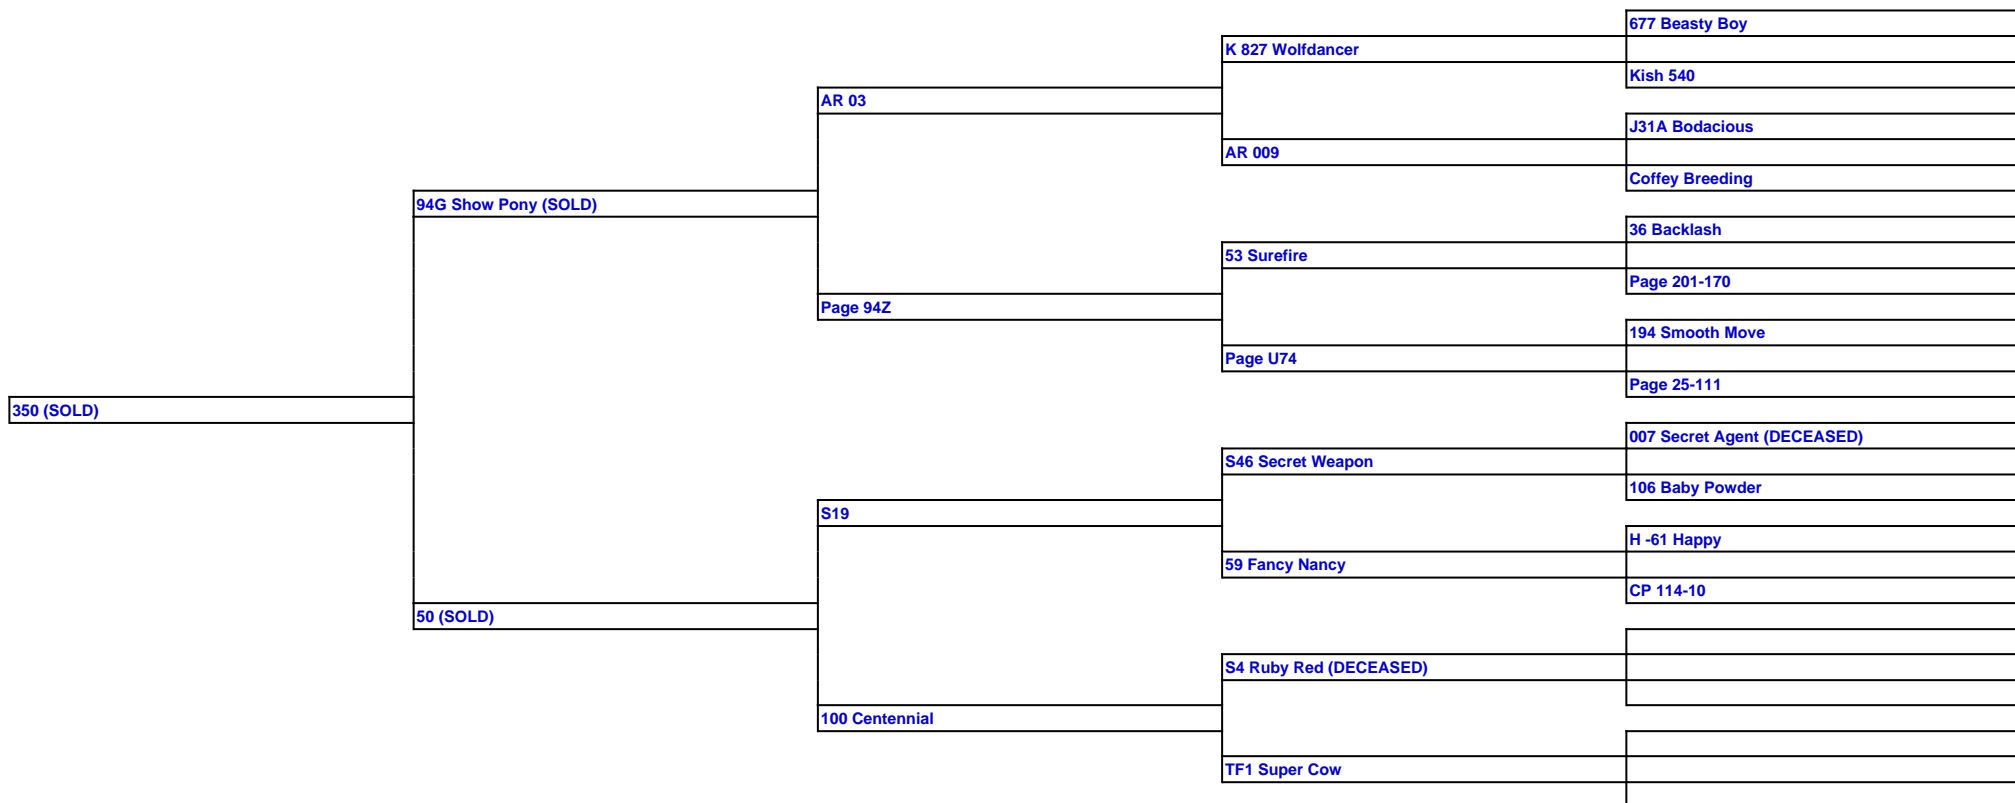 677 Beasty Boy
K 827 Wolfdancer
Kish 540
AR 03
J31A Bodacious
AR 009
Coffey Breeding
94G Show Pony (SOLD)
36 Backlash
53 Surefire
Page 201-170
Page 94Z
194 Smooth Move
Page U74
Page 25-111
350 (SOLD)
007 Secret Agent (DECEASED)
S46 Secret Weapon
106 Baby Powder
S19
H -61 Happy
59 Fancy Nancy
CP 114-10
50 (SOLD)
S4 Ruby Red (DECEASED)
100 Centennial
TF1 Super Cow